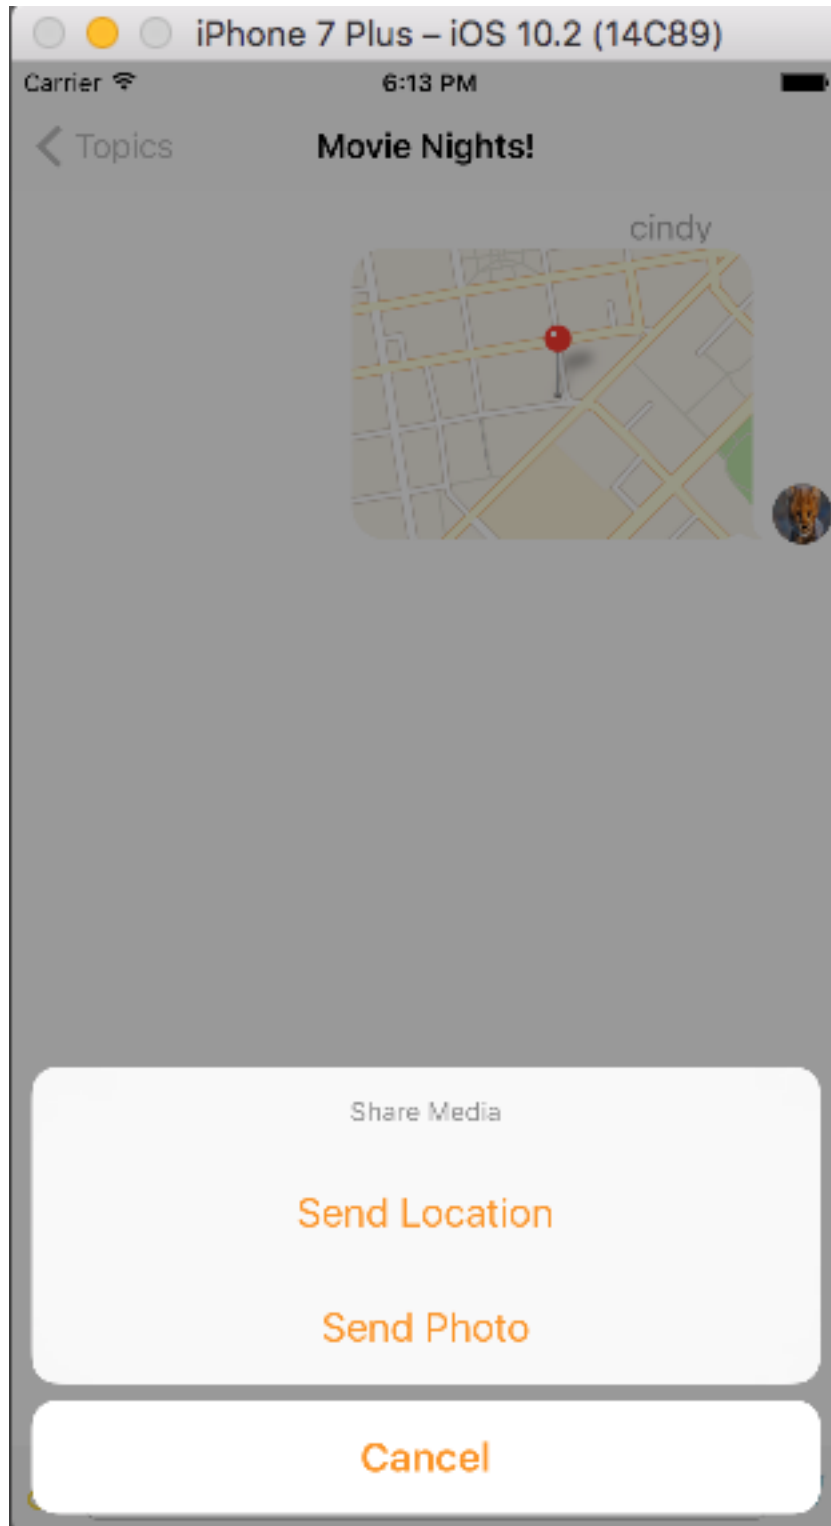 iPhone 7 Plus – iOS 10.2 (14C89)
Carrier 6:13 PM
Topics Movie Nights!
cindy
Share Media
Send Location
Send Photo
Cancel